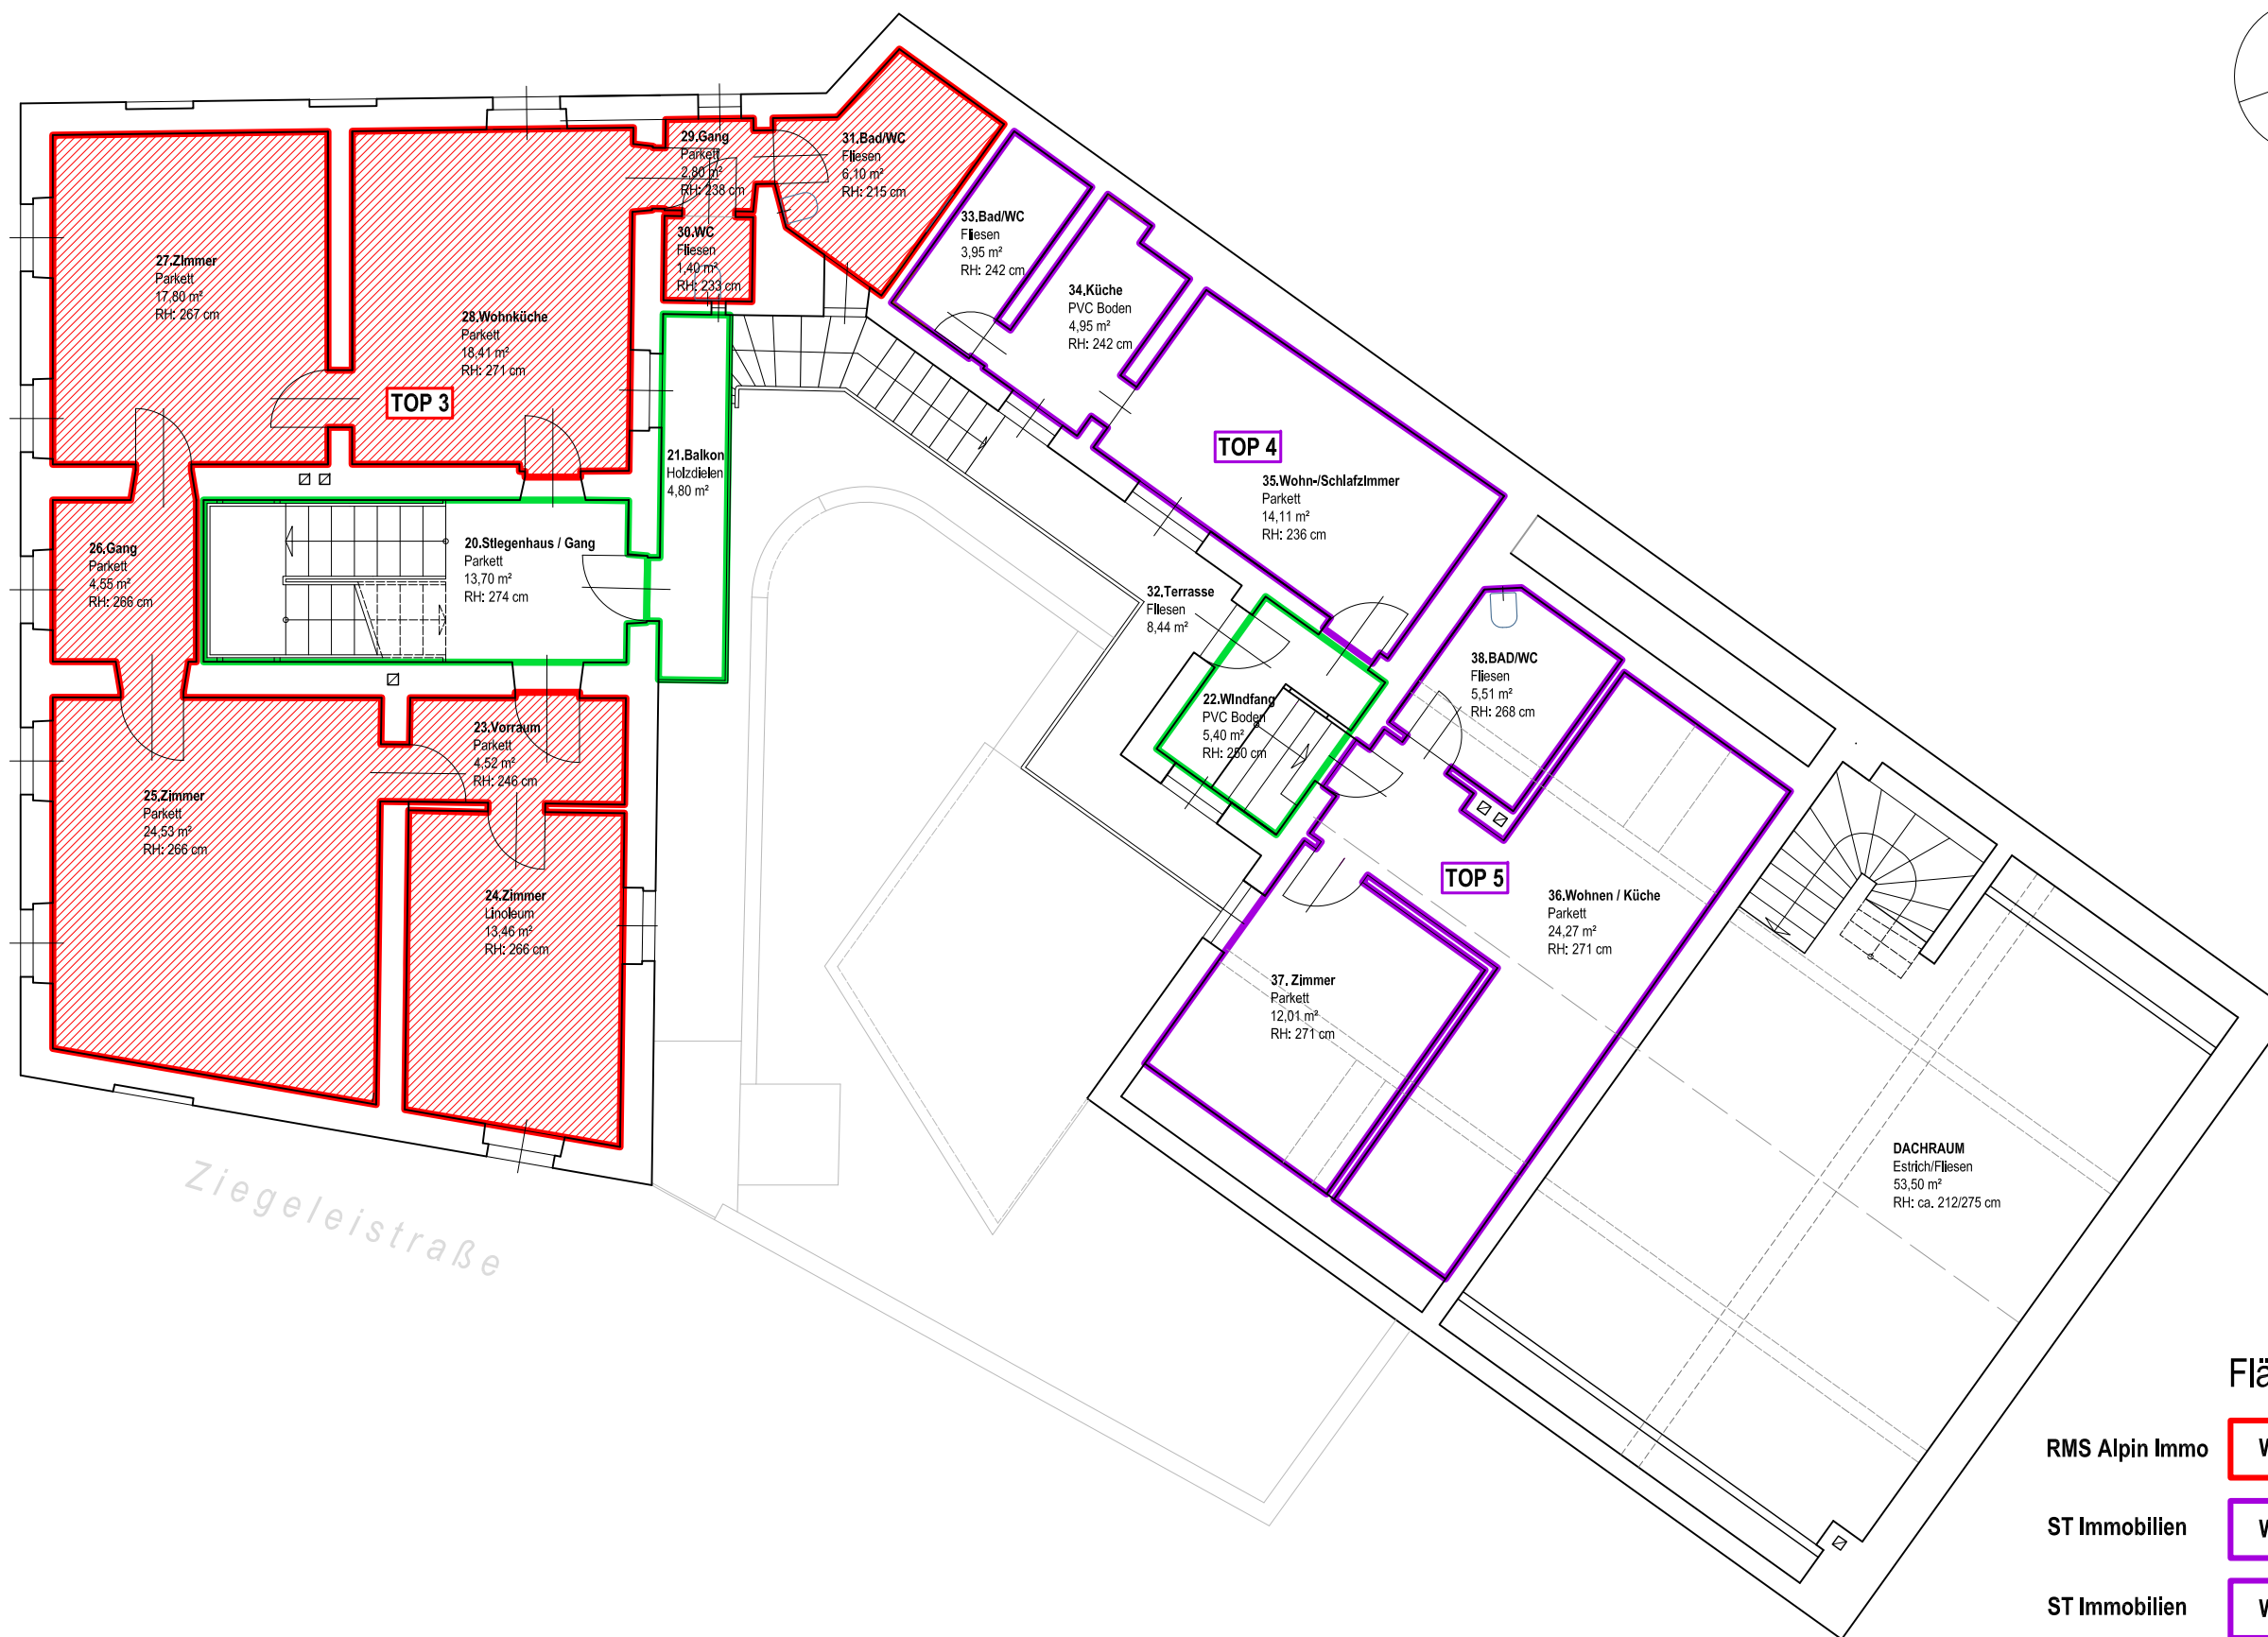 29.Gang
Parkett
2,80 m²
RH: 238 cm
31.Bad/WC
Fliesen
6,10 m²
RH: 215 cm
33.Bad/WC
Fliesen
3,95 m²
RH: 242 cm
30.WC
Fliesen
1,40 m²
RH: 233 cm
27.Zimmer
Parkett
17,80 m²
RH: 267 cm
28.Wohnküche
Parkett
18,41 m²
RH: 271 cm
34.Küche
PVC Boden
4,95 m²
RH: 242 cm
TOP 3
TOP 4
21.Balkon
Holzdielen
4,80 m²
35.Wohn-/Schlafzimmer
Parkett
14,11 m²
RH: 236 cm
26.Gang
Parkett
4,55 m²
RH: 266 cm
20.Stiegenhaus / Gang
Parkett
13,70 m²
RH: 274 cm
32.Terrasse
Fliesen
8,44 m²
38.BAD/WC
Fliesen
5,51 m²
RH: 268 cm
22.Windfang
PVC Boden
5,40 m²
RH: 250 cm
23.Vorraum
Parkett
4,52 m²
RH: 246 cm
25.Zimmer
Parkett
24,53 m²
RH: 266 cm
24.Zimmer
Linoleum
13,46 m²
RH: 266 cm
TOP 5
36.Wohnen / Küche
Parkett
24,27 m²
RH: 271 cm
37. Zimmer
Parkett
12,01 m²
RH: 271 cm
DACHRAUM
Estrich/Fliesen
53,50 m²
RH: ca. 212/275 cm
Ziegeleistraße
Flä
RMS Alpin Immo
W
ST Immobilien
W
ST Immobilien
W